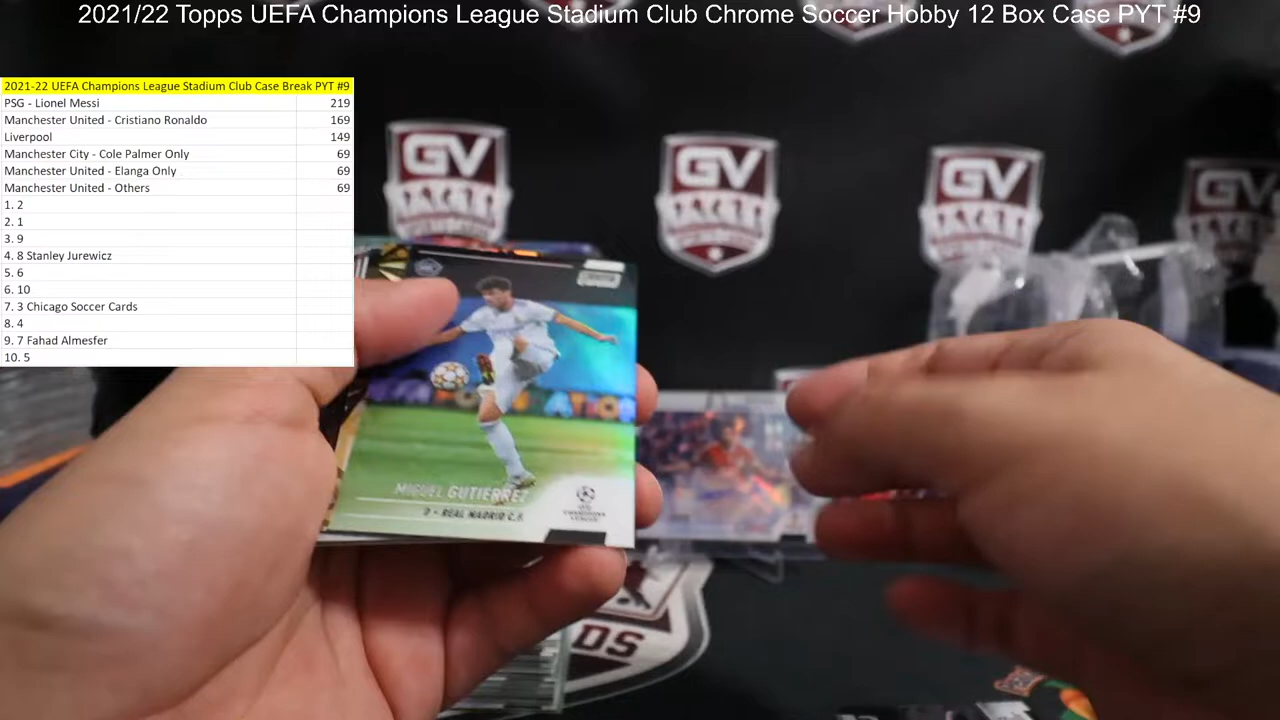 2021/22 Topps UEFA Champions League Stadium Club Chrome Soccer Hobby 12 Box Case PYT #9
2021-22 UEFA Champions League Stadium Club Case Break PYT #9
PSG - Lionel Messi 219
Manchester United - Cristiano Ronaldo 169
Liverpool 149
Manchester City - Cole Palmer Only 69
Manchester United - Elanga Only 69
Manchester United - Others 69
1. 2
2. 1
3. 9
4. 8 Stanley Jurewicz
5. 6
6. 10
7. 3 Chicago Soccer Cards
8. 4
9. 7 Fahad Almesfer
10. 5
GV
GV
GV
GV
MIGUEL GUTIERREZ
REAL MADRID C.F.
CHAMPIONS
LEAGUE
DS